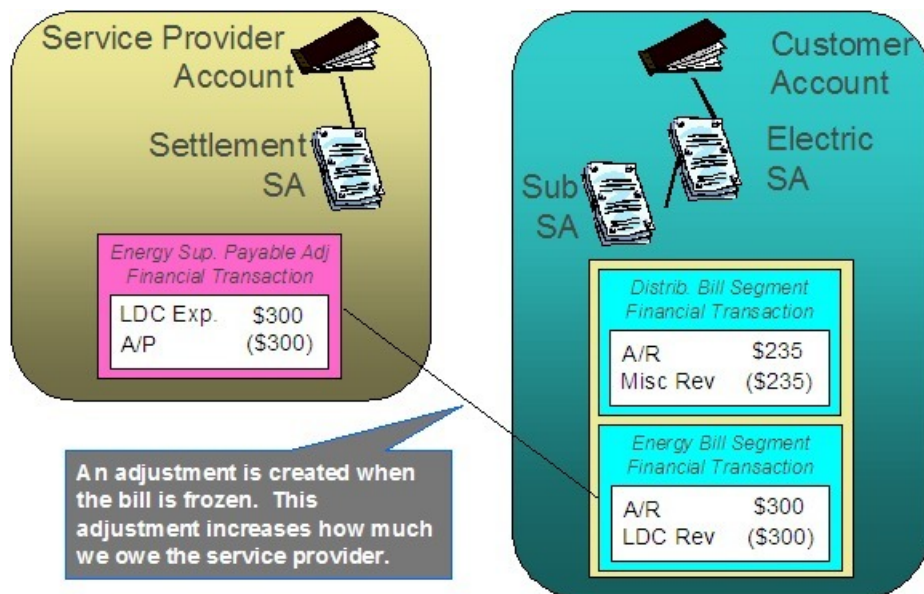 Service Provider
Account
Settlement
SA
Energy Sup. Payable Adj
Financial Transaction
LDC Exp. $300
A/P ($300)
An adjustment is created when
the bill is frozen. This
adjustment increases how much
we owe the service provider.
Customer
Account
Electric
SA
Sub
SA
Distrib. Bill Segment
Financial Transaction
A/R $235
Misc Rev ($235)
Energy Bill Segment
Financial Transaction
A/R $300
LDC Rev ($300)